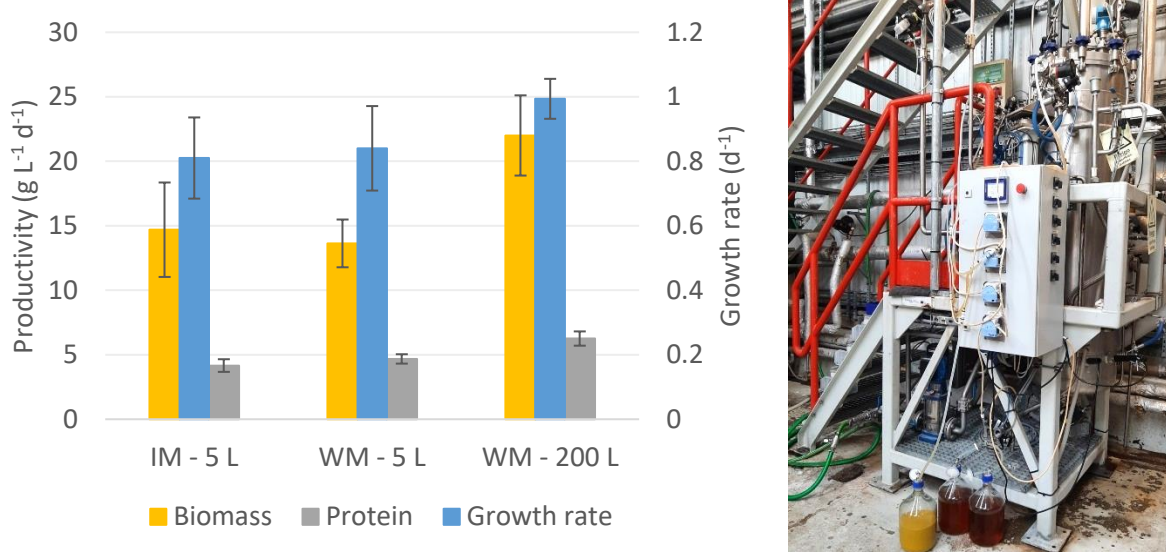 30
25
20
15
10
5
0
Productivity (g L⁻¹ d⁻¹)
1.2
1
0.8
0.6
0.4
0.2
0
Growth rate (d⁻¹)
IM - 5 L
WM - 5 L
WM - 200 L
Biomass
Protein
Growth rate